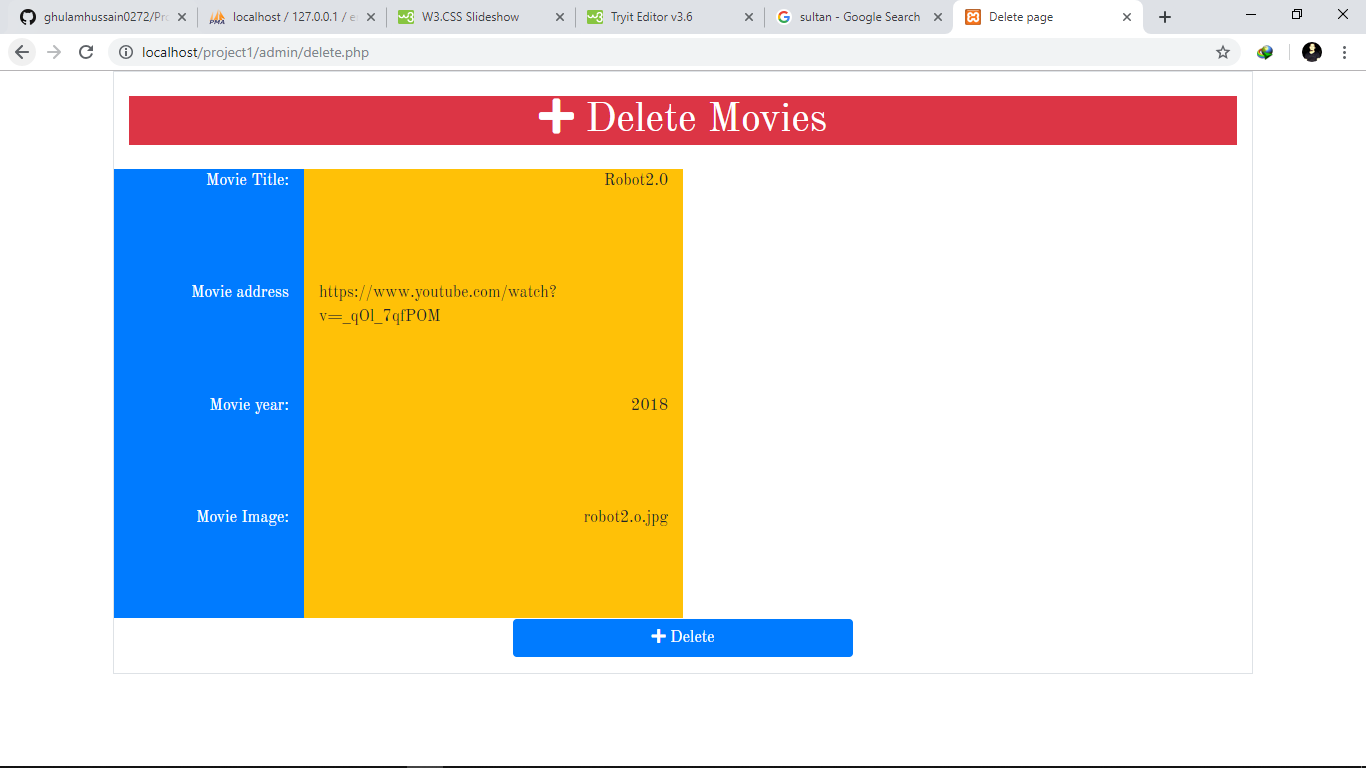 ghulamhussain0272/Pro
localhost / 127.0.0.1 / e
W3.CSS Slideshow
Tryit Editor v3.6
sultan - Google Search
Delete page
localhost/project1/admin/delete.php
Delete Movies
Movie Title: Robot2.0
Movie address https://www.youtube.com/watch?
v=_qOl_7qfPOM
Movie year: 2018
Movie Image: robot2.o.jpg
Delete